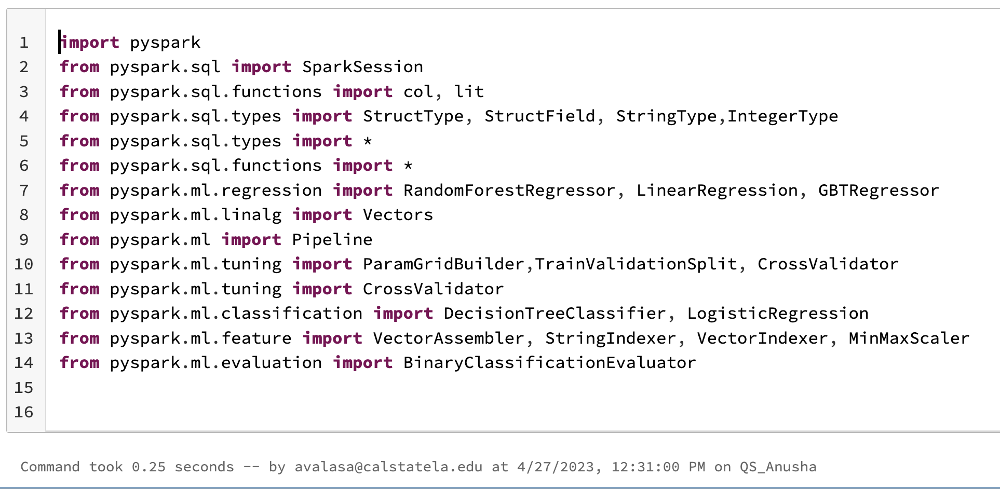 1 import pyspark
2 from pyspark.sql import SparkSession
3 from pyspark.sql.functions import col, lit
4 from pyspark.sql.types import StructType, StructField, StringType,IntegerType
5 from pyspark.sql.types import *
6 from pyspark.sql.functions import *
7 from pyspark.ml.regression import RandomForestRegressor, LinearRegression, GBTRegressor
8 from pyspark.ml.linalg import Vectors
9 from pyspark.ml import Pipeline
10 from pyspark.ml.tuning import ParamGridBuilder,TrainValidationSplit, CrossValidator
11 from pyspark.ml.tuning import CrossValidator
12 from pyspark.ml.classification import DecisionTreeClassifier, LogisticRegression
13 from pyspark.ml.feature import VectorAssembler, StringIndexer, VectorIndexer, MinMaxScaler
14 from pyspark.ml.evaluation import BinaryClassificationEvaluator
15
16
Command took 0.25 seconds -- by avalasa@calstatela.edu at 4/27/2023, 12:31:00 PM on QS_Anusha